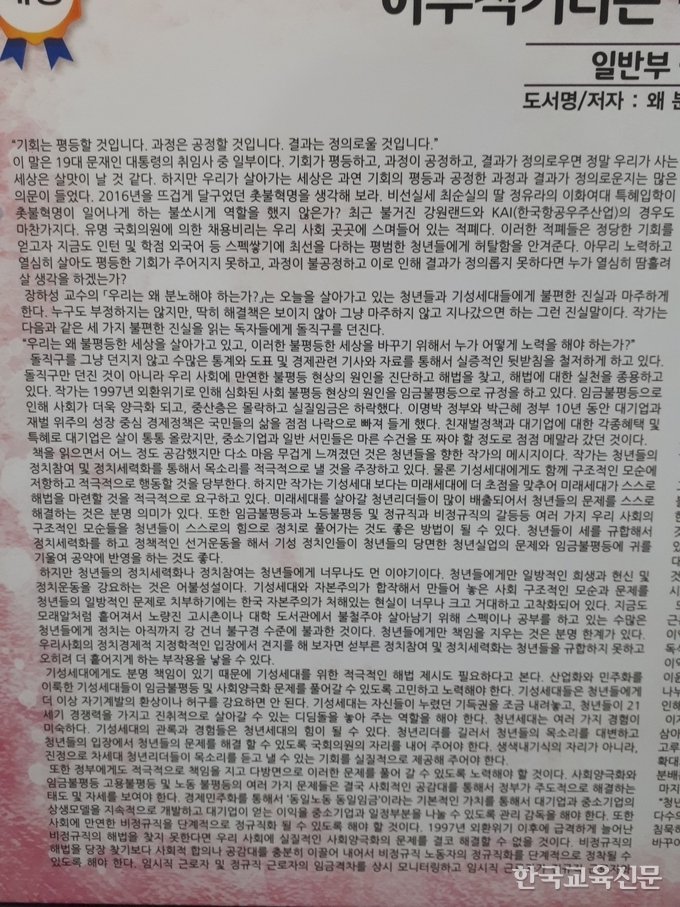 일반부
도서명/저자 : 왜 분
"기회는 평등할 것입니다. 과정은 공정할 것입니다. 결과는 정의로울 것입니다."
이 말은 19대 문재인 대통령의 취임사 중 일부이다. 기회가 평등하고, 과정이 공정하고, 결과가 정의로우면 정말 우리가 사는
세상은 살맛이 날 것 같다. 하지만 우리가 살아가는 세상은 과연 기회의 평등과 공정한 과정과 결과가 정의로운지는 많은
의문이 들었다. 2016년을 뜨겁게 달구었던 촛불혁명을 생각해 보라. 비선실세 최순실의 딸 정유라의 이화여대 특혜입학이
촛불혁명이 일어나게 하는 불쏘시게 역할을 했지 않은가? 최근 불거진 강원랜드와 KAI(한국항공우주산업)의 경우도
마찬가지다. 유명 국회의원에 의한 채용비리는 우리 사회 곳곳에 스며들어 있는 적폐다. 이러한 적폐들은 정당한 기회를
얻고자 지금도 인턴 및 학점 외국어 등 스펙쌓기에 최선을 다하는 평범한 청년들에게 허탈함을 안겨준다. 아무리 노력하고
열심히 살아도 평등한 기회가 주어지지 못하고, 과정이 불공정하고 이로 인해 결과가 정의롭지 못하다면 누가 열심히 땀흘려
살 생각을 하겠는가?
장하성 교수의 「우리는 왜 분노해야 하는가?」는 오늘을 살아가고 있는 청년들과 기성세대들에게 불편한 진실과 마주하게
한다. 누구도 부정하지는 않지만, 딱히 해결책은 보이지 않아 그냥 마주하지 않고 지나갔으면 하는 그런 진실말이다. 작가는
다음과 같은 세 가지 불편한 진실을 읽는 독자들에게 돌직구를 던진다.
"우리는 왜 불평등한 세상을 살아가고 있고, 이러한 불평등한 세상을 바꾸기 위해서 누가 어떻게 노력을 해야 하는가?"
돌직구를 그냥 던지지 않고 수많은 통계와 도표 및 경제관련 기사와 자료를 통해서 실증적인 뒷받침을 철저하게 하고 있다.
돌직구만 던진 것이 아니라 우리 사회에 만연한 불평등 현상의 원인을 진단하고 해법을 찾고, 해법에 대한 실천을 종용하고
있다. 작가는 1997년 외환위기로 인해 심화된 사회 불평등 현상의 원인을 임금불평등으로 규정을 하고 있다. 임금불평등으로
인해 사회가 더욱 양극화 되고, 중산층은 몰락하고 실질임금은 하락했다. 이명박 정부와 박근혜 정부 10년 동안 대기업과
재벌 위주의 성장 중심 경제정책은 국민들의 삶을 점점 나락으로 빠져 들게 했다. 친재벌정책과 대기업에 대한 각종혜택 및
특혜로 대기업은 살이 통통 올랐지만, 중소기업과 일반 서민들은 마른 수건을 또 짜야 할 정도로 점점 메말라 갔던 것이다.
책을 읽으면서 어느 정도 공감했지만 다소 마음 무겁게 느껴졌던 것은 청년들을 향한 작가의 메시지이다. 작가는 청년들의
정치참여 및 정치세력화를 통해서 목소리를 적극적으로 낼 것을 주장하고 있다. 물론 기성세대에게도 함께 구조적인 모순에
저항하고 적극적으로 행동할 것을 당부한다. 하지만 작가는 기성세대 보다는 미래세대에 더 초점을 맞추어 미래세대가 스스로
해법을 마련할 것을 적극적으로 요구하고 있다. 미래세대를 살아갈 청년리더들이 많이 배출되어서 청년들의 문제를 스스로
해결하는 것은 분명 의미가 있다. 또한 임금불평등과 노동불평등 및 정규직과 비정규직의 갈등등 여러 가지 우리 사회의
구조적인 모순들을 청년들이 스스로의 힘으로 정치로 풀어가는 것도 좋은 방법이 될 수 있다. 청년들이 세를 규합해서
정치세력화를 하고 정책적인 선거운동을 해서 기성 정치인들이 청년들의 당면한 청년실업의 문제와 임금불평등에 귀를
기울여 공약에 반영을 하는 것도 좋다.
하지만 청년들의 정치세력화나 정치참여는 청년들에게 너무나도 먼 이야기이다. 청년들에게만 일방적인 희생과 헌신 및
정치운동을 강요하는 것은 어불성설이다. 기성세대와 자본주의가 합작해서 만들어 놓은 사회 구조적인 모순과 문제를
청년들의 일방적인 문제로 치부하기에는 한국 자본주의가 처해있는 현실이 너무나 크고 거대하고 고착화되어 있다. 지금도
모래알처럼 흩어져서 노량진 고시촌이나 대학 도서관에서 불철주야 살아남기 위해 스펙이나 공부를 하고 있는 수많은
청년들에게 정치는 아직까지 강 건너 불구경 수준에 불과한 것이다. 청년들에게만 책임을 지우는 것은 분명 한계가 있다.
우리사회의 정치경제적 지정학적인 입장에서 견지를 해 보자면 섣부른 정치참여 및 정치세력화는 청년들을 규합하지 못하고
오히려 더 흩어지게 하는 부작용을 낳을 수 있다.
기성세대에게도 분명 책임이 있기 때문에 기성세대를 위한 적극적인 해법 제시도 필요하다고 본다. 산업화와 민주화를
이룩한 기성세대들이 임금불평등 및 사회양극화 문제를 풀어갈 수 있도록 고민하고 노력해야 한다. 기성세대들은 청년들에게
더 이상 자기계발의 환상이나 허구를 강요하면 안 된다. 기성세대는 자신들이 누렸던 기득권을 조금 내려놓고, 청년들이 21
세기 경쟁력을 가지고 진취적으로 살아갈 수 있는 디딤돌을 놓아 주는 역할을 해야 한다. 청년세대는 여러 가지 경험이
미숙하다. 기성세대의 관록과 경험들은 청년세대의 힘이 될 수 있다. 청년리더를 길러서 청년들의 목소리를 대변하고
청년들의 입장에서 청년들의 문제를 해결 할 수 있도록 국회의원의 자리를 내어 주어야 한다. 생색내기식의 자리가 아니라,
진정으로 차세대 청년리더들이 목소리를 듣고 낼 수 있는 기회를 실질적으로 제공해 주어야 한다.
또한 정부에게도 적극적으로 책임을 지고 다방면으로 이러한 문제를 풀어 갈 수 있도록 노력해야 할 것이다. 사회양극화와
임금불평등 고용불평등 및 노동 불평등의 여러 가지 문제들은 결국 사회적인 공감대를 통해서 정부가 주도적으로 해결하는
태도 및 자세를 보여야 한다. 경제민주화를 통해서 '동일노동 동일임금'이라는 기본적인 가치를 통해서 대기업과 중소기업의
상생모델을 지속적으로 개발하고 대기업이 얻는 이익을 중소기업과 일정부분을 나눌 수 있도록 관리 감독을 해야 한다. 또한
사회에 만연한 비정규직을 단계적으로 정규직화 될 수 있도록 해야 할 것이다. 1997년 외환위기 이후에 급격하게 늘어난
비정규직의 해법을 찾지 못한다면 우리 사회에 실질적인 사회양극화의 문제를 결코 해결할 수 없을 것이다. 비정규직의
해법을 당장 찾기보다 사회적 합의나 공감대를 충분히 이끌어 내어서 비정규직 노동자의 정규직화를 단계적으로 정착될 수
있도록 해야 한다. 임시직 근로자 및 정규직 근로자의 임금격차를 상시 모니터링하고 임시직
한국교육신문